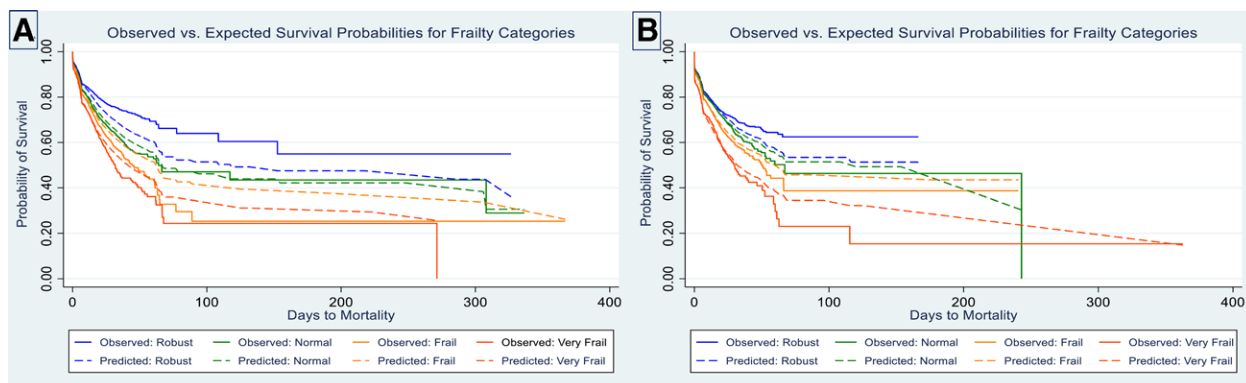 A
Observed vs. Expected Survival Probabilities for Frailty Categories
Probability of Survival
1.00
0.80
0.60
0.40
0.20
0.00
0 100 200 300 400
Days to Mortality
Observed: Robust Observed: Normal Observed: Frail Observed: Very Frail
Predicted: Robust Predicted: Normal Predicted: Frail Predicted: Very Frail
B
Observed vs. Expected Survival Probabilities for Frailty Categories
Probability of Survival
1.00
0.80
0.60
0.40
0.20
0.00
0 100 200 300 400
Days to Mortality
Observed: Robust Observed: Normal Observed: Frail Observed: Very Frail
Predicted: Robust Predicted: Normal Predicted: Frail Predicted: Very Frail